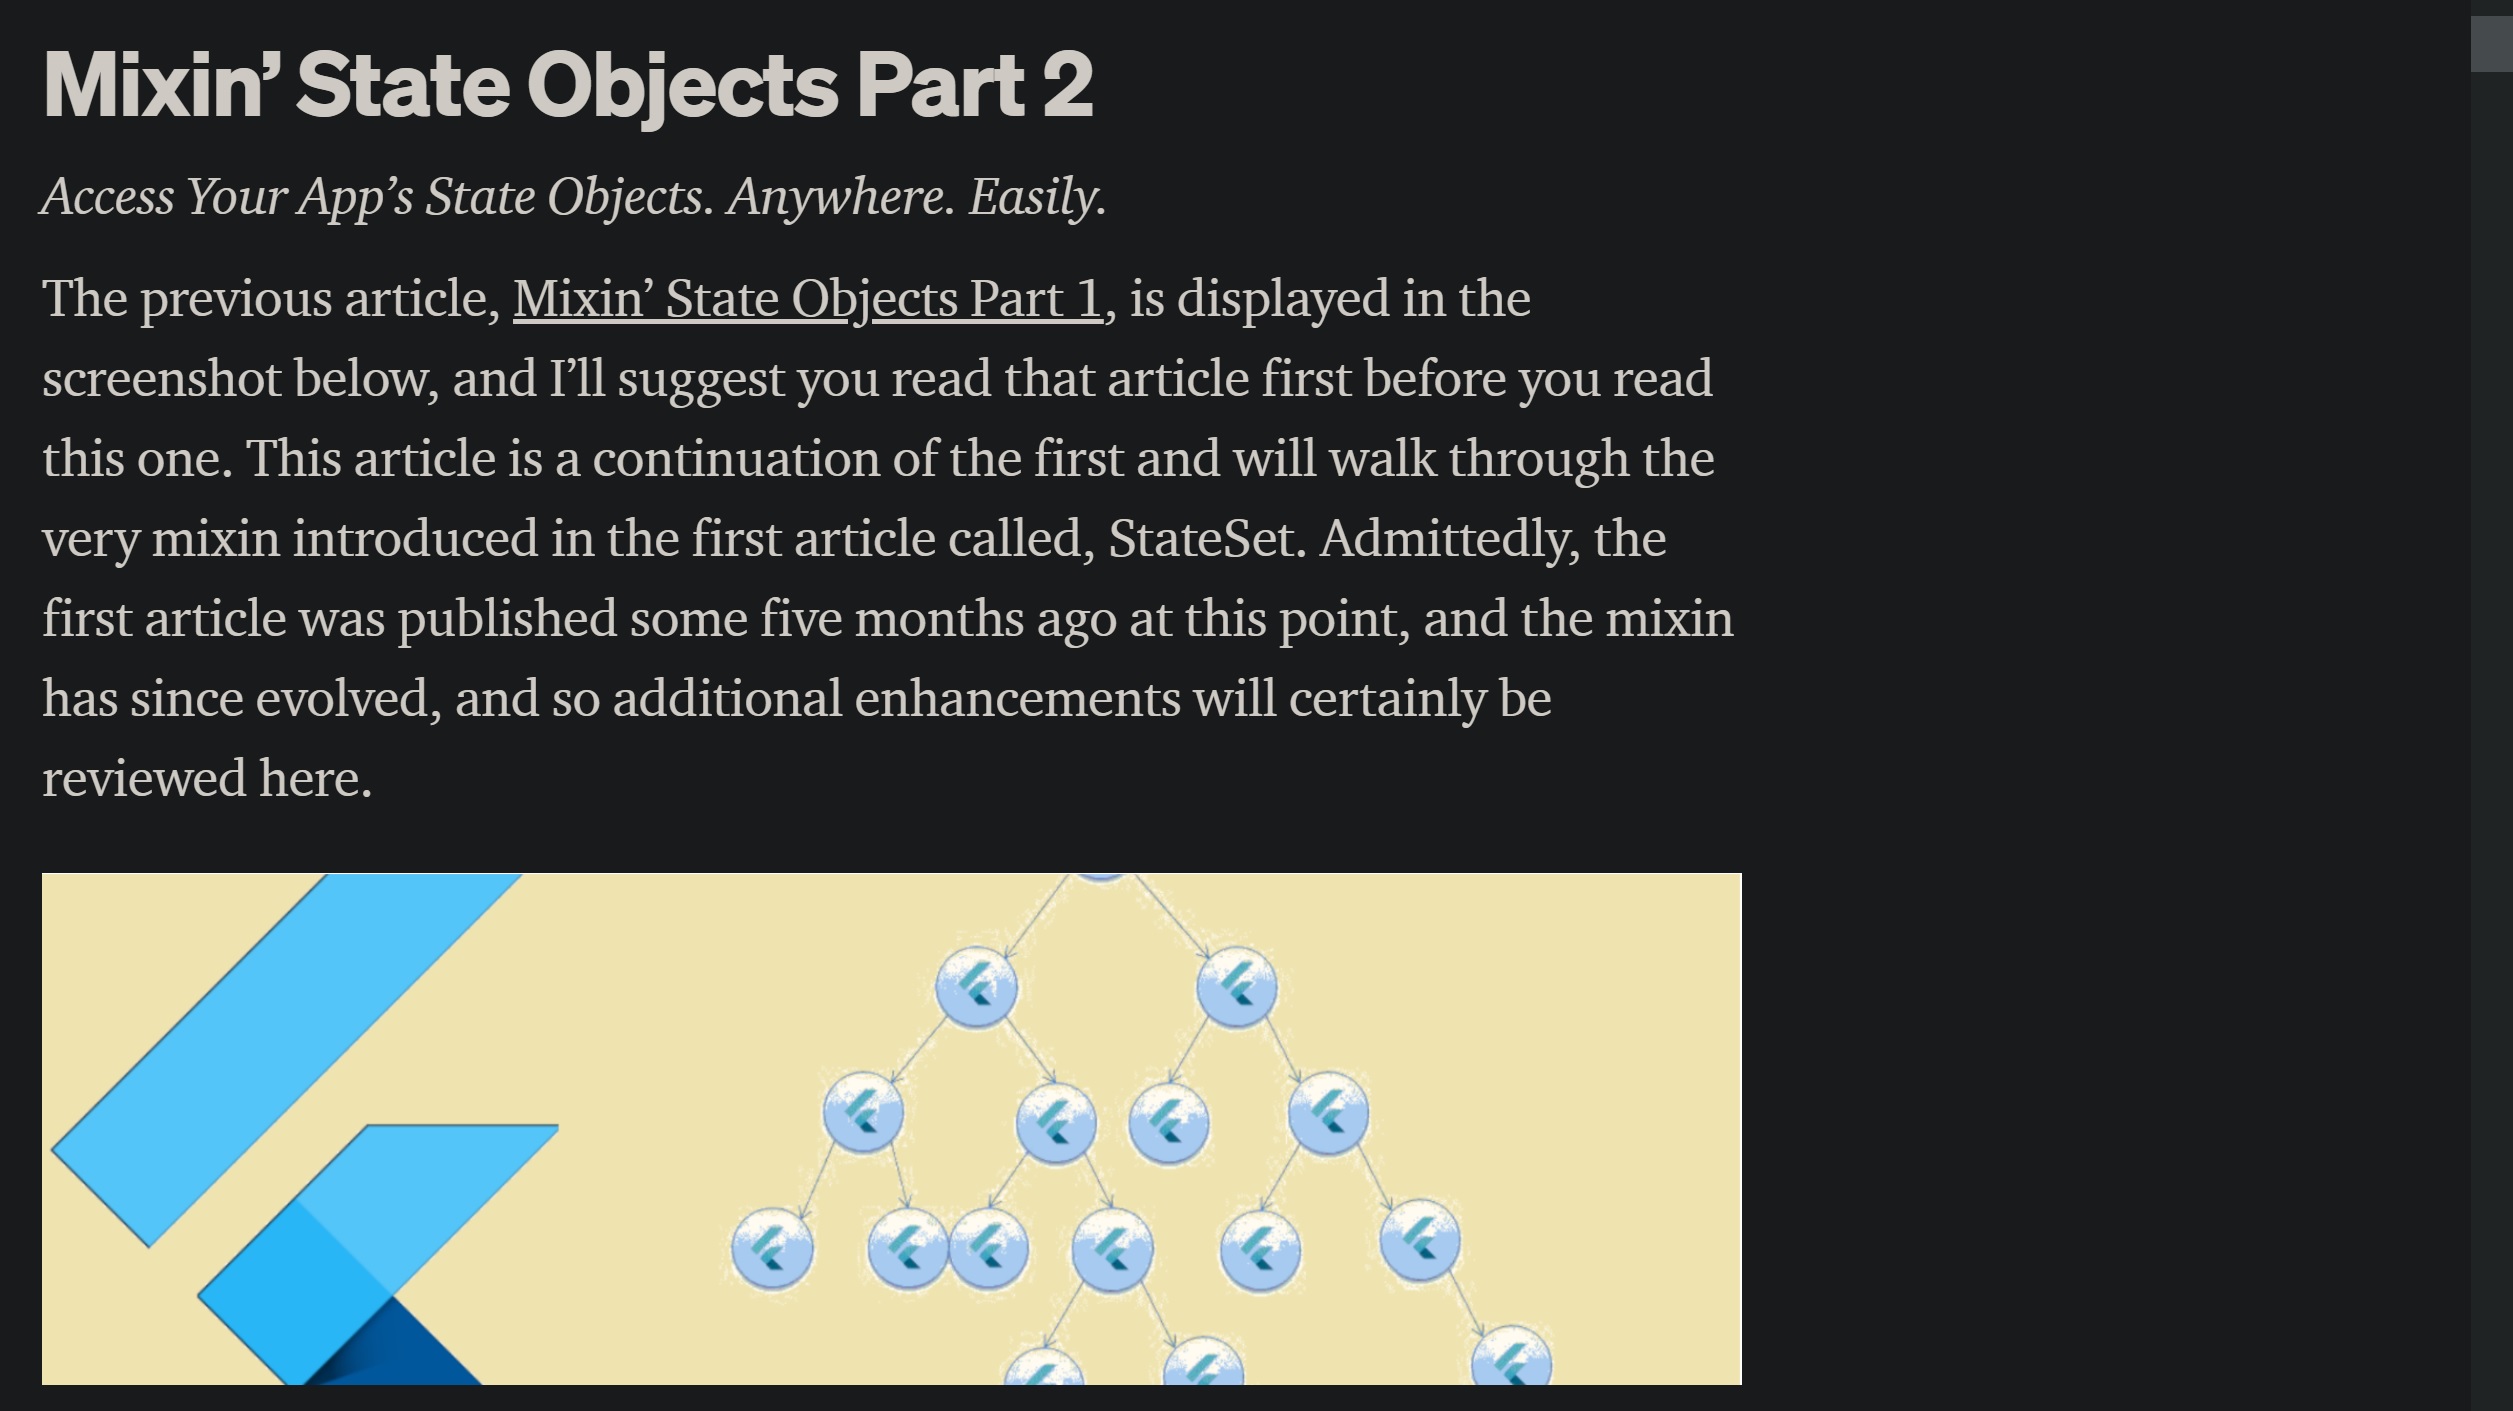 Mixin’ State Objects Part 2
Access Your App’s State Objects. Anywhere. Easily.
The previous article, Mixin’ State Objects Part 1, is displayed in the
screenshot below, and I’ll suggest you read that article first before you read
this one. This article is a continuation of the first and will walk through the
very mixin introduced in the first article called, StateSet. Admittedly, the
first article was published some five months ago at this point, and the mixin
has since evolved, and so additional enhancements will certainly be
reviewed here.